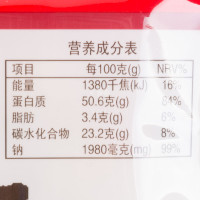 营养成分表
项目 每100克(g) NRV%
能量 1380千焦(kJ) 16%
蛋白质 50.6克(g) 84%
脂肪 3.4克(g) 6%
碳水化合物 23.2克(g) 8%
钠 1980毫克(mg) 99%